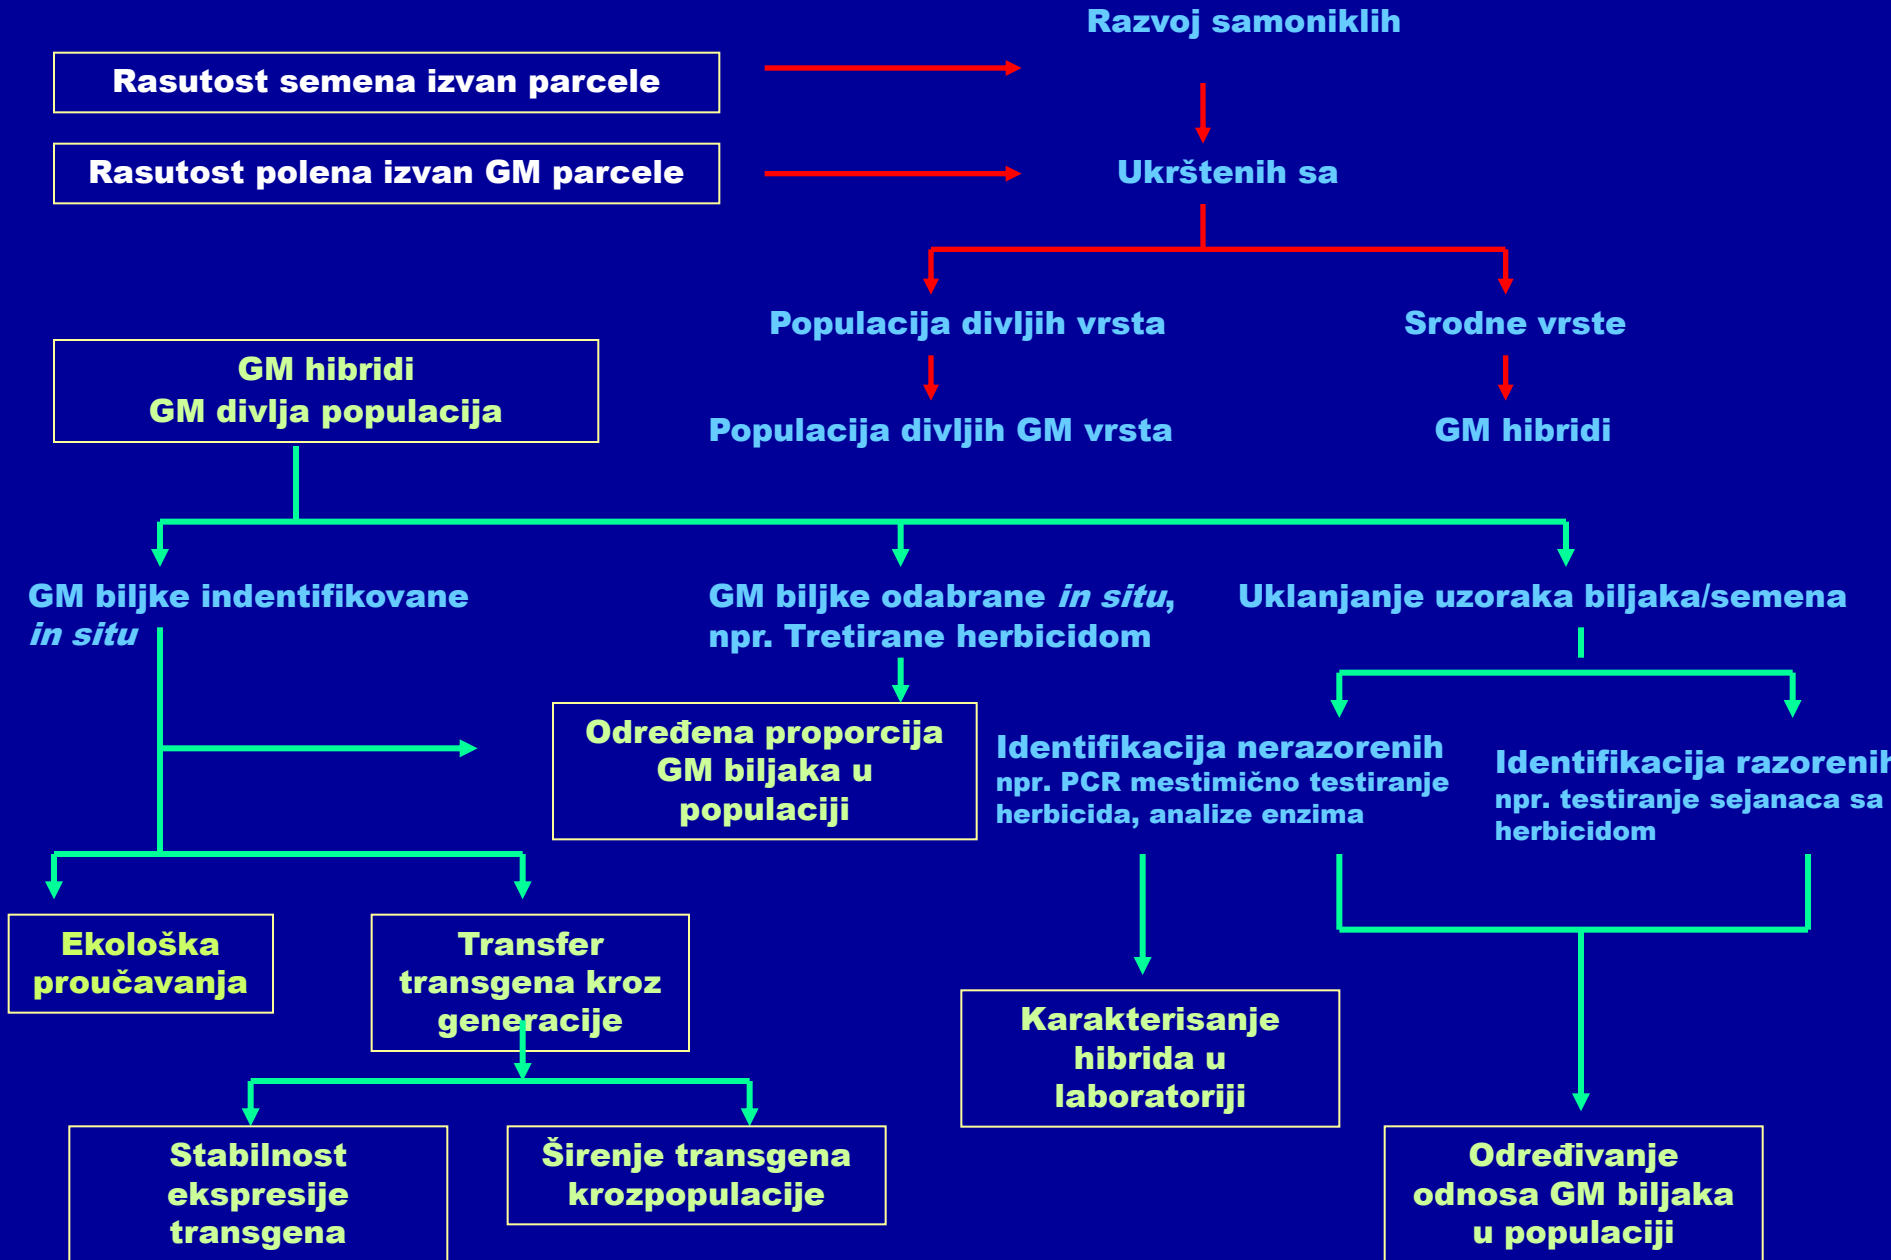 Razvoj samoniklih
Rasutost semena izvan parcele
Rasutost polena izvan GM parcele
Ukrštenih sa
Populacija divljih vrsta
Srodne vrste
GM hibridi
GM divlja populacija
Populacija divljih GM vrsta
GM hibridi
GM biljke indentifikovane
in situ
GM biljke odabrane in situ,
npr. Tretirane herbicidom
Uklanjanje uzoraka biljaka/semena
Određena proporcija
GM biljaka u
populaciji
Identifikacija nerazorenih
npr. PCR mestimično testiranje
herbicida, analize enzima
Identifikacija razorenih
npr. testiranje sejanaca sa
herbicidom
Ekološka
proučavanja
Transfer
transgena kroz
generacije
Karakterisanje
hibrida u
laboratoriji
Stabilnost
ekspresije
transgena
Širenje transgena
krozpopulacije
Određivanje
odnosa GM biljaka
u populaciji